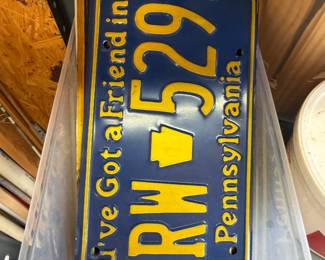 I've Got a Friend in
RW 529
Pennsylvania